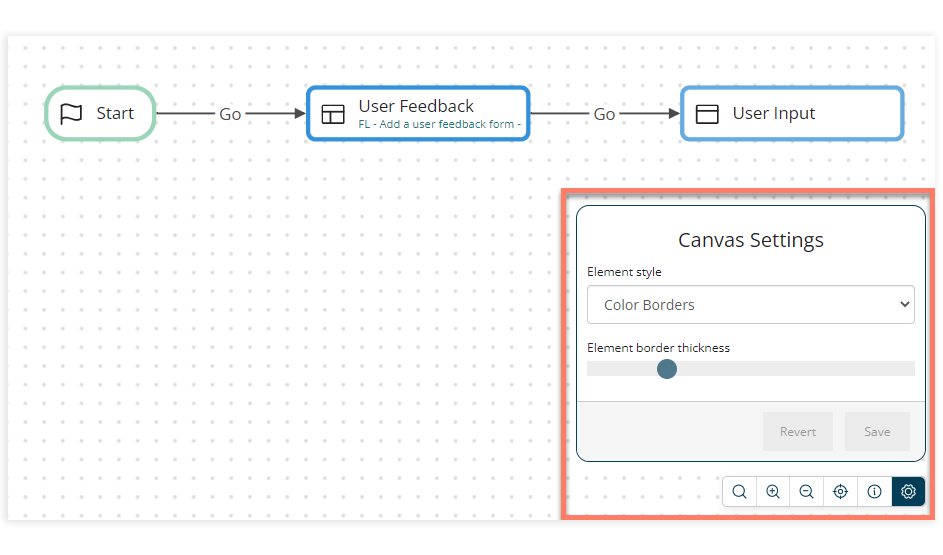 Start
Go
User Feedback
FL - Add a user feedback form -
Go
User Input
Canvas Settings
Element style
Color Borders
Element border thickness
Revert
Save